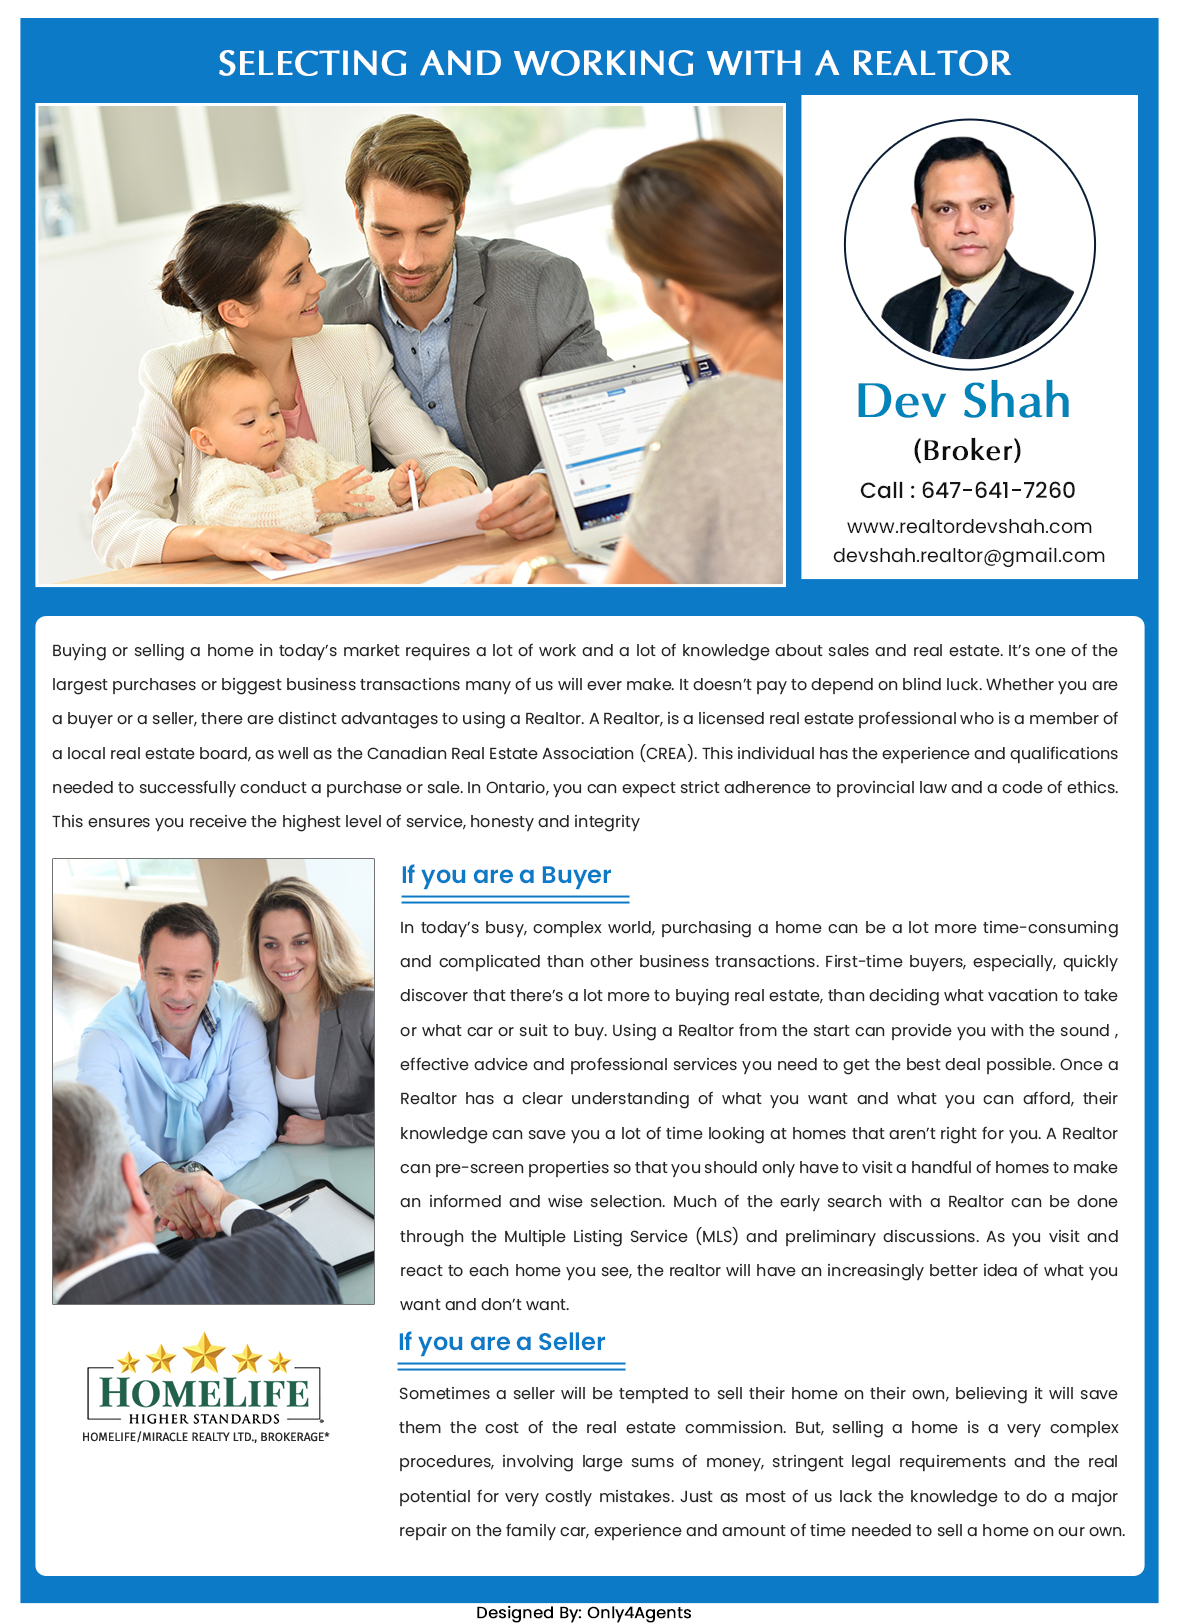 SELECTING AND WORKING WITH A REALTOR
Dev Shah
(Broker)
Call : 647-641-7260
www.realtordevshah.com
devshah.realtor@gmail.com
Buying or selling a home in today’s market requires a lot of work and a lot of knowledge about sales and real estate. It’s one of the
largest purchases or biggest business transactions many of us will ever make. It doesn’t pay to depend on blind luck. Whether you are
a buyer or a seller, there are distinct advantages to using a Realtor. A Realtor, is a licensed real estate professional who is a member of
a local real estate board, as well as the Canadian Real Estate Association (CREA). This individual has the experience and qualifications
needed to successfully conduct a purchase or sale. In Ontario, you can expect strict adherence to provincial law and a code of ethics.
This ensures you receive the highest level of service, honesty and integrity
If you are a Buyer
In today’s busy, complex world, purchasing a home can be a lot more time-consuming
and complicated than other business transactions. First-time buyers, especially, quickly
discover that there’s a lot more to buying real estate, than deciding what vacation to take
or what car or suit to buy. Using a Realtor from the start can provide you with the sound ,
effective advice and professional services you need to get the best deal possible. Once a
Realtor has a clear understanding of what you want and what you can afford, their
knowledge can save you a lot of time looking at homes that aren’t right for you. A Realtor
can pre-screen properties so that you should only have to visit a handful of homes to make
an informed and wise selection. Much of the early search with a Realtor can be done
through the Multiple Listing Service (MLS) and preliminary discussions. As you visit and
react to each home you see, the realtor will have an increasingly better idea of what you
want and don’t want.
If you are a Seller
Sometimes a seller will be tempted to sell their home on their own, believing it will save
them the cost of the real estate commission. But, selling a home is a very complex
procedures, involving large sums of money, stringent legal requirements and the real
potential for very costly mistakes. Just as most of us lack the knowledge to do a major
repair on the family car, experience and amount of time needed to sell a home on our own.
HOMELIFE
HIGHER STANDARDS
HOMELIFE/MIRACLE REALTY LTD., BROKERAGE*
Designed By: Only4Agents